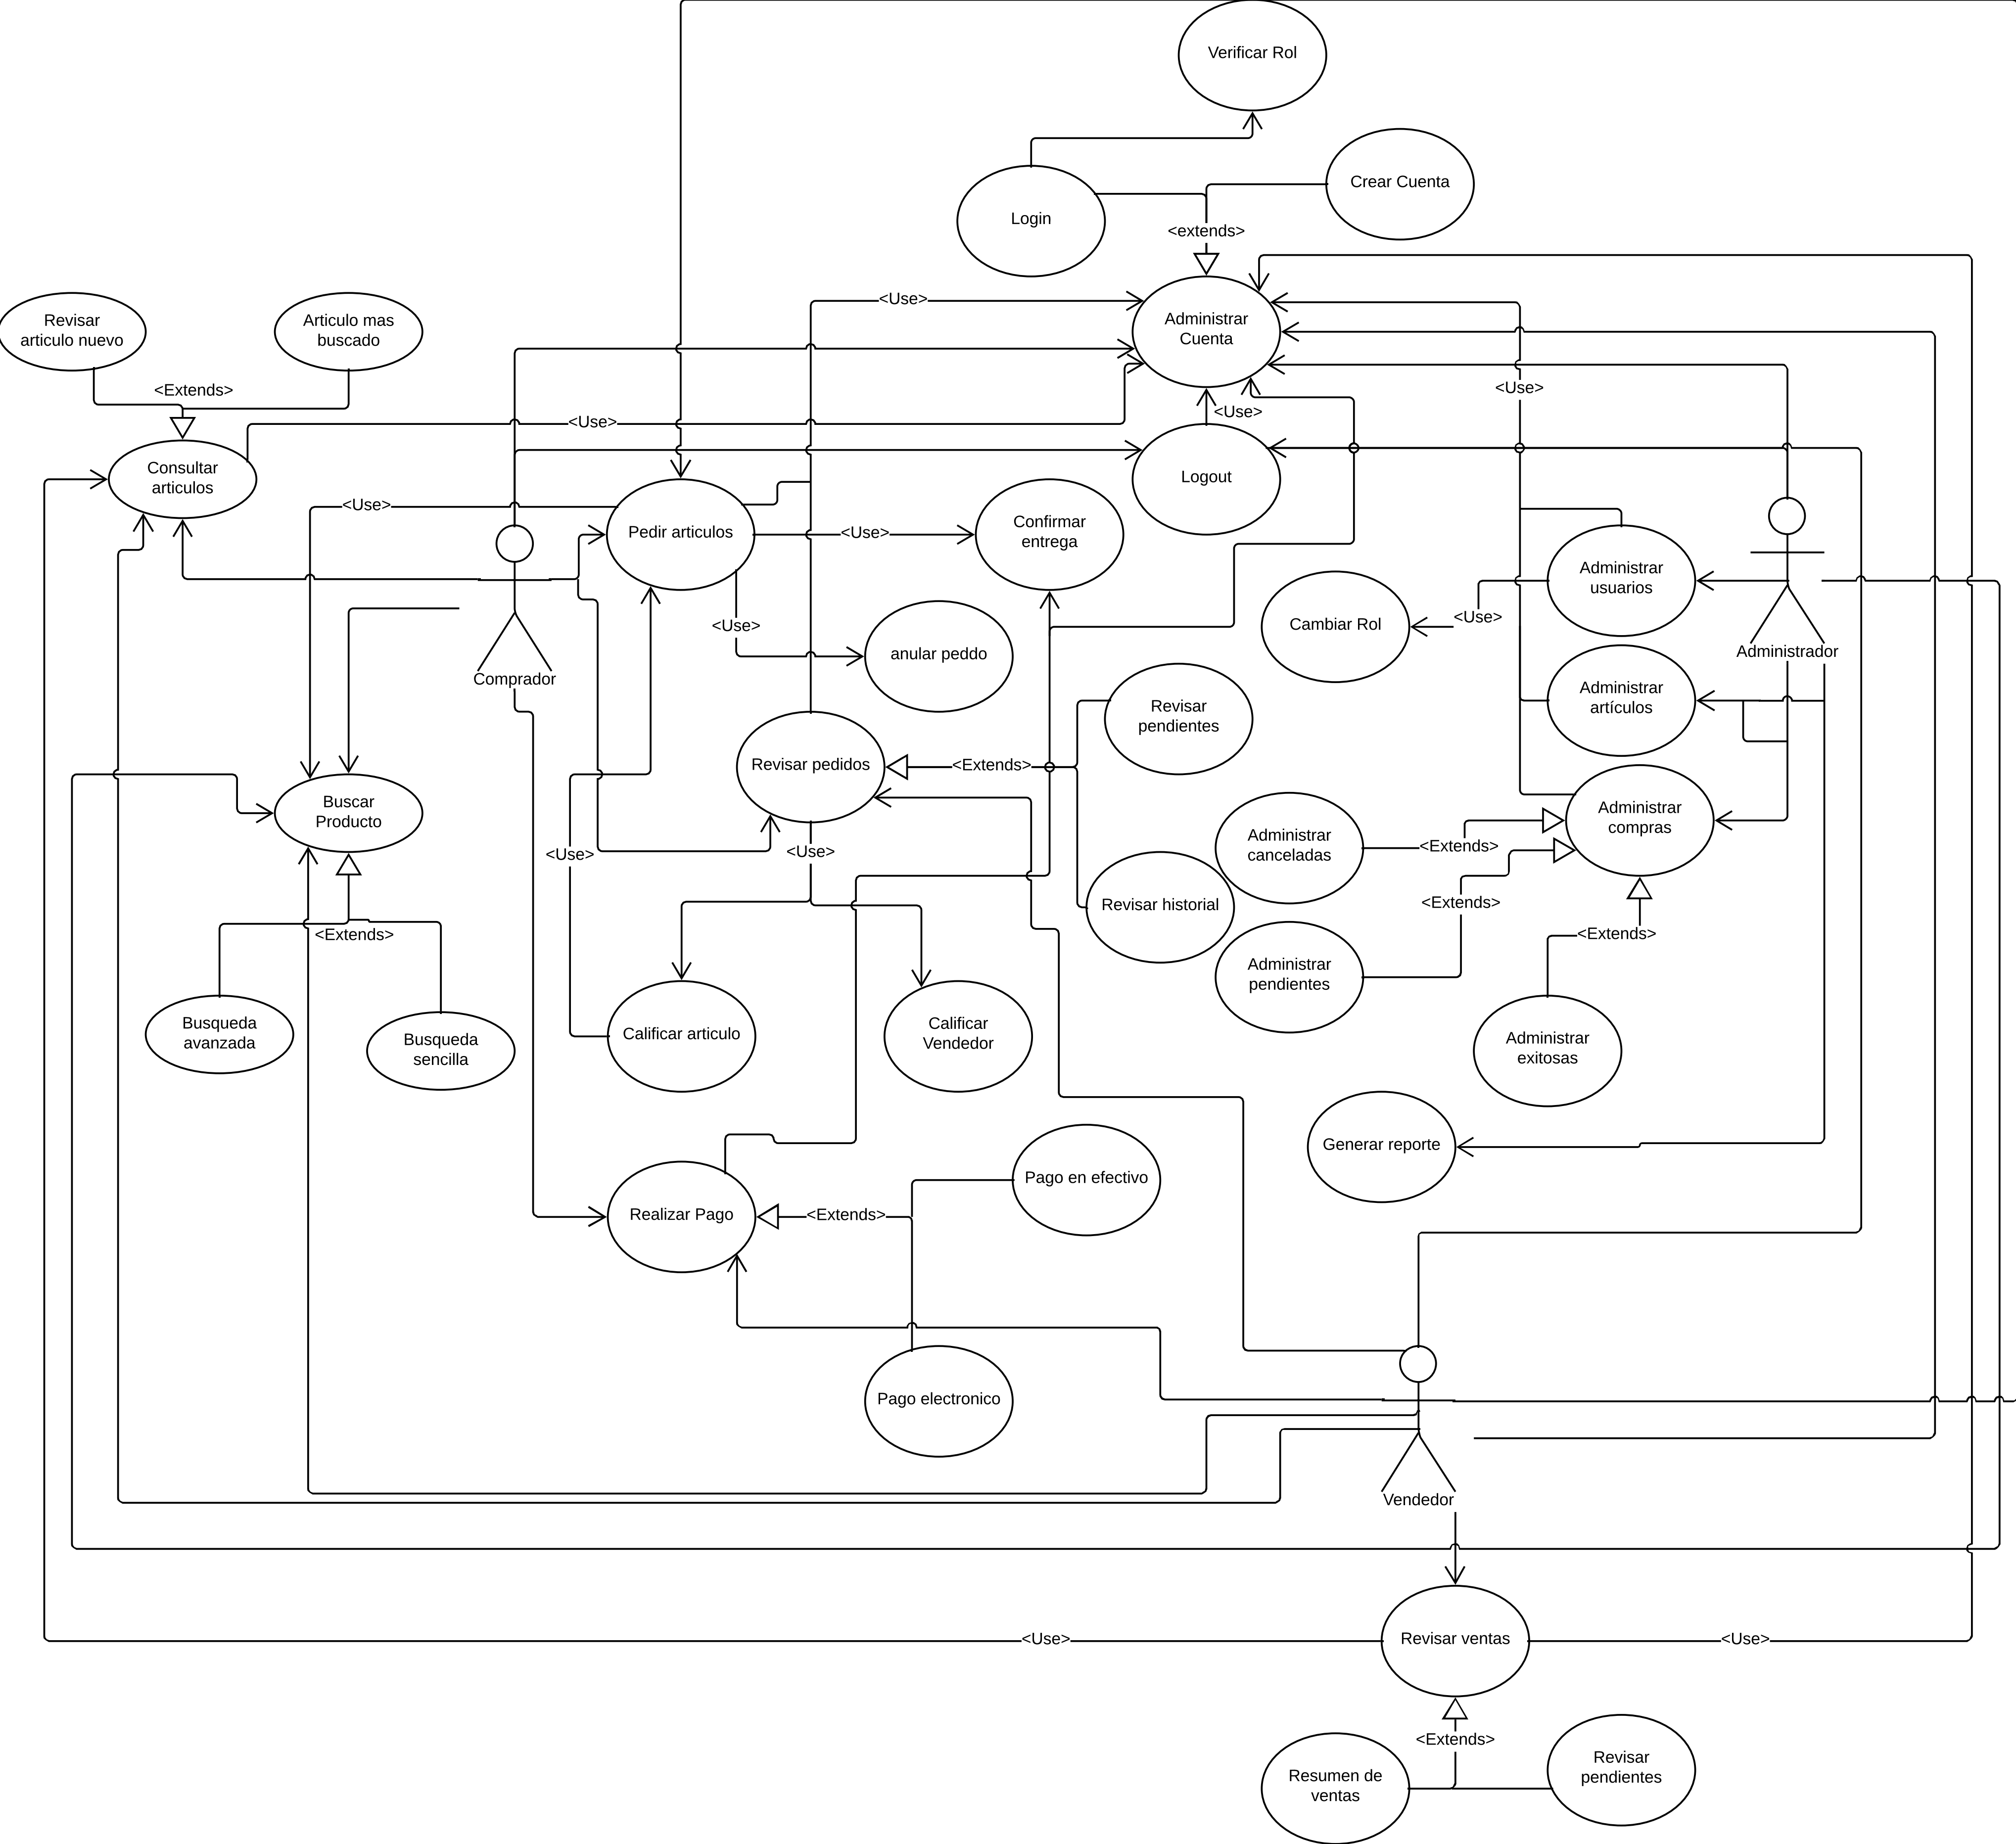 Verificar Rol
Crear Cuenta
Login
<extends>
<Use>
Revisar
articulo nuevo
Articulo mas
buscado
Administrar
Cuenta
<Extends>
<Use>
<Use>
<Use>
Consultar
articulos
Logout
<Use>
Pedir articulos
<Use>
Confirmar
entrega
Administrar
usuarios
<Use>
<Use>
Cambiar Rol
anular peddo
Comprador
Administrador
Administrar
artículos
Revisar
pendientes
Revisar pedidos
<Extends>
Buscar
Producto
Administrar
compras
Administrar
canceladas
<Extends>
<Use>
<Use>
<Extends>
Revisar historial
<Extends>
<Extends>
Administrar
pendientes
Busqueda
avanzada
Busqueda
sencilla
Calificar articulo
Calificar
Vendedor
Administrar
exitosas
Generar reporte
Pago en efectivo
Realizar Pago
<Extends>
Pago electronico
Vendedor
<Use>
Revisar ventas
<Use>
<Extends>
Resumen de
ventas
Revisar
pendientes